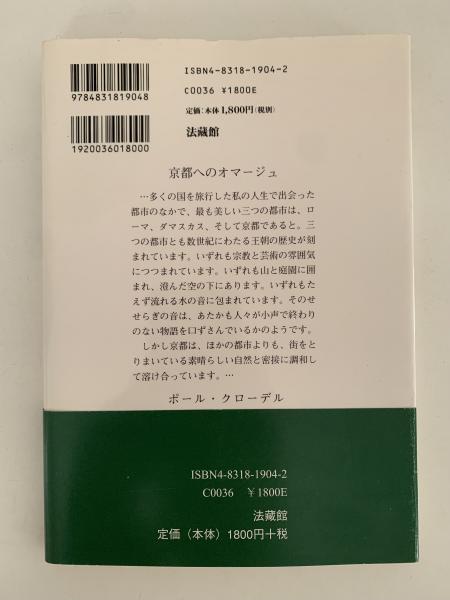 ISBN4-8318-1904-2
9784831819048
C0036 ¥1800E
定価：本体1,800円（税別）
法藏館
1920036018000
京都へのオマージュ
…多くの国を旅行した私の人生で出会った
都市のなかで、最も美しい三つの都市は、ロ
ーマ、ダマスカス、そして京都であると。三
つの都市とも数世紀にわたる王朝の歴史が刻
まれています。いずれも宗教と芸術の雰囲気
につつまれています。いずれも山と庭園に囲
まれ、澄んだ空の下にあります。いずれもた
えず流れる水の音に包まれています。そのせ
せらぎの音は、あたかも人々が小声で終わり
のない物語を口ずさんでいるかのようです。
しかし京都は、ほかの都市よりも、街をと
りまいている素晴らしい自然と密接に調和し
て溶け合っています。…
ポール・クローデル
ISBN4-8318-1904-2
C0036 ¥1800E
法藏館
定価（本体）1800円＋税